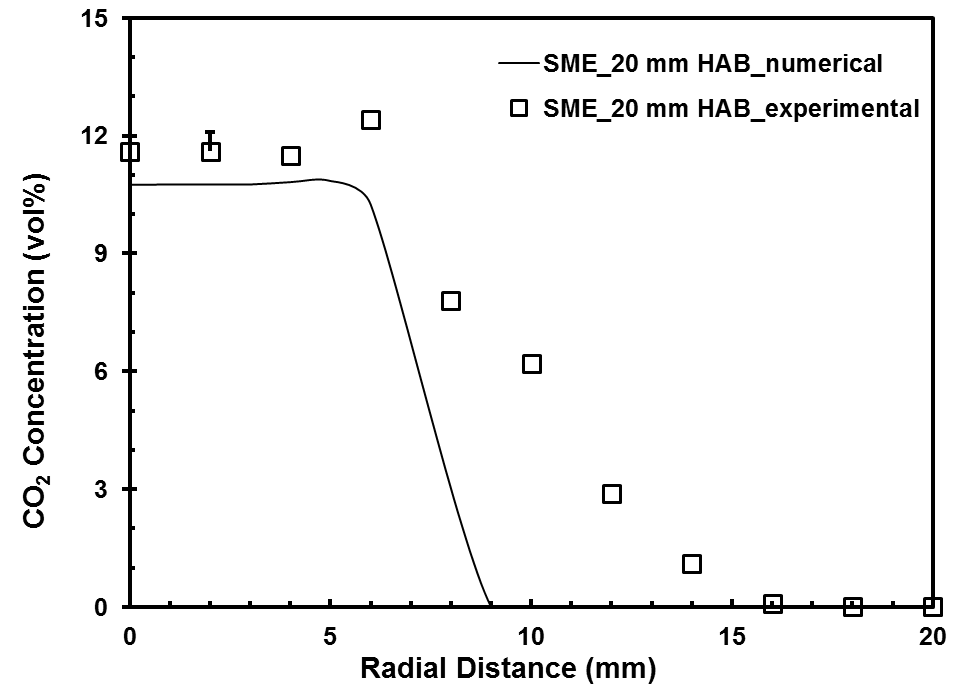 15
12
9
6
3
0
CO₂ Concentration (vol%)
SME_20 mm HAB_numerical
SME_20 mm HAB_experimental
0 5 10 15 20
Radial Distance (mm)